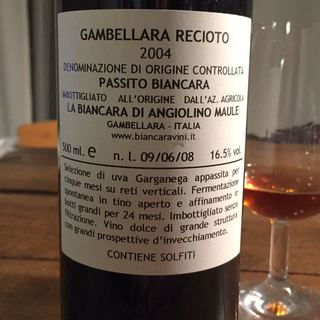 GAMBELLARA RECIOTO
2004
DENOMINAZIONE DI ORIGINE CONTROLLATA
PASSITO BIANCARA
IMBOTTIGLIATO ALL'ORIGINE DALL'AZ. AGRICOLA
LA BIANCARA DI ANGIOLINO MAULE
GAMBELLARA - ITALIA
www.biancaravini.it
500 ml. e n. l. 09/06/08 16.5% vol.
Selezione di uva Garganega appassita per
cinque mesi su reti verticali. Fermentazione
spontanea in tino aperto e affinamento in
botti grandi per 24 mesi. Imbottigliato senza
filtrazione. Vino dolce di grande struttura
con grandi prospettive d'invecchiamento.
CONTIENE SOLFITI